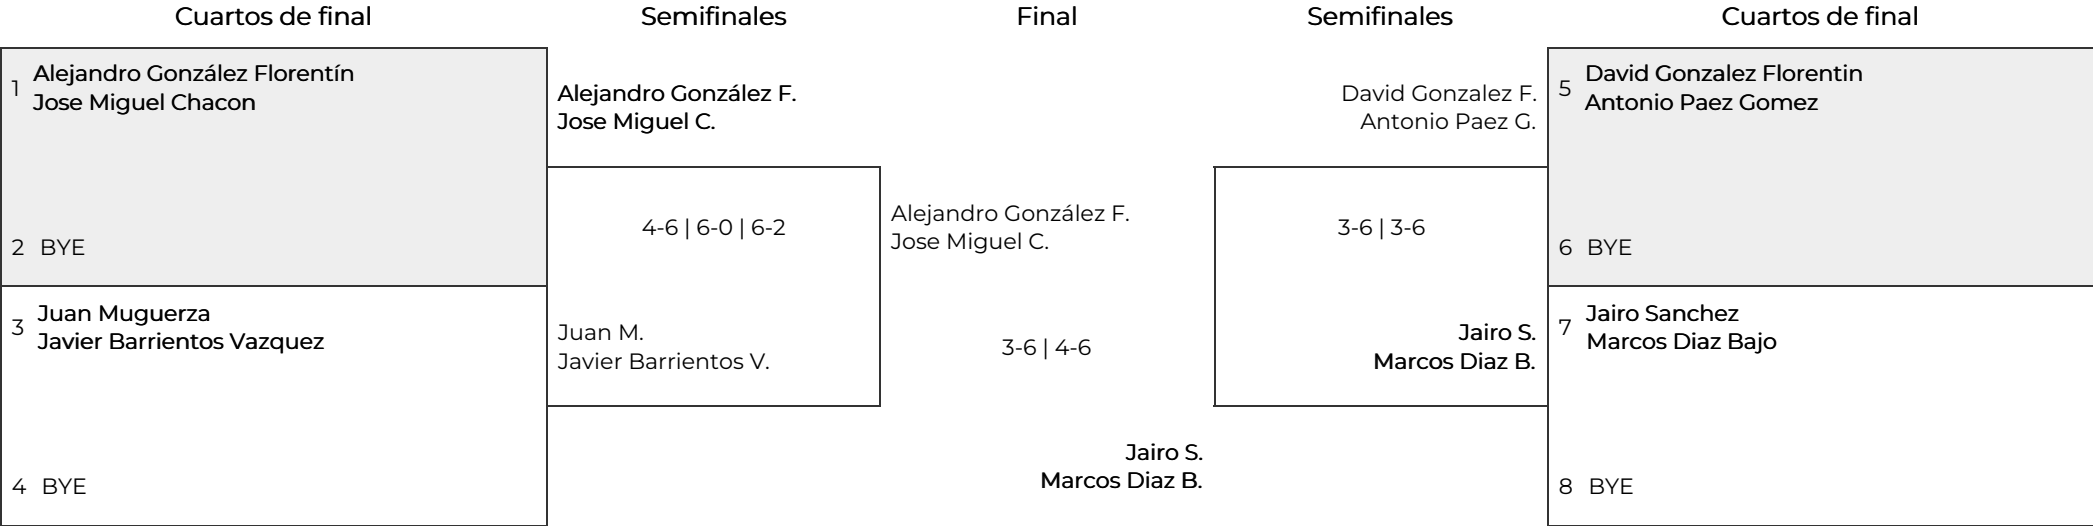 Cuartos de final
Semifinales
Final
Semifinales
Cuartos de final
1
Alejandro González Florentín
Jose Miguel Chacon
2 BYE
3
Juan Muguerza
Javier Barrientos Vazquez
4 BYE
Alejandro González F.
Jose Miguel C.
4-6 | 6-0 | 6-2
Juan M.
Javier Barrientos V.
Alejandro González F.
Jose Miguel C.
3-6 | 4-6
Jairo S.
Marcos Diaz B.
David Gonzalez F.
Antonio Paez G.
3-6 | 3-6
Jairo S.
Marcos Diaz B.
5
David Gonzalez Florentin
Antonio Paez Gomez
6 BYE
7
Jairo Sanchez
Marcos Diaz Bajo
8 BYE